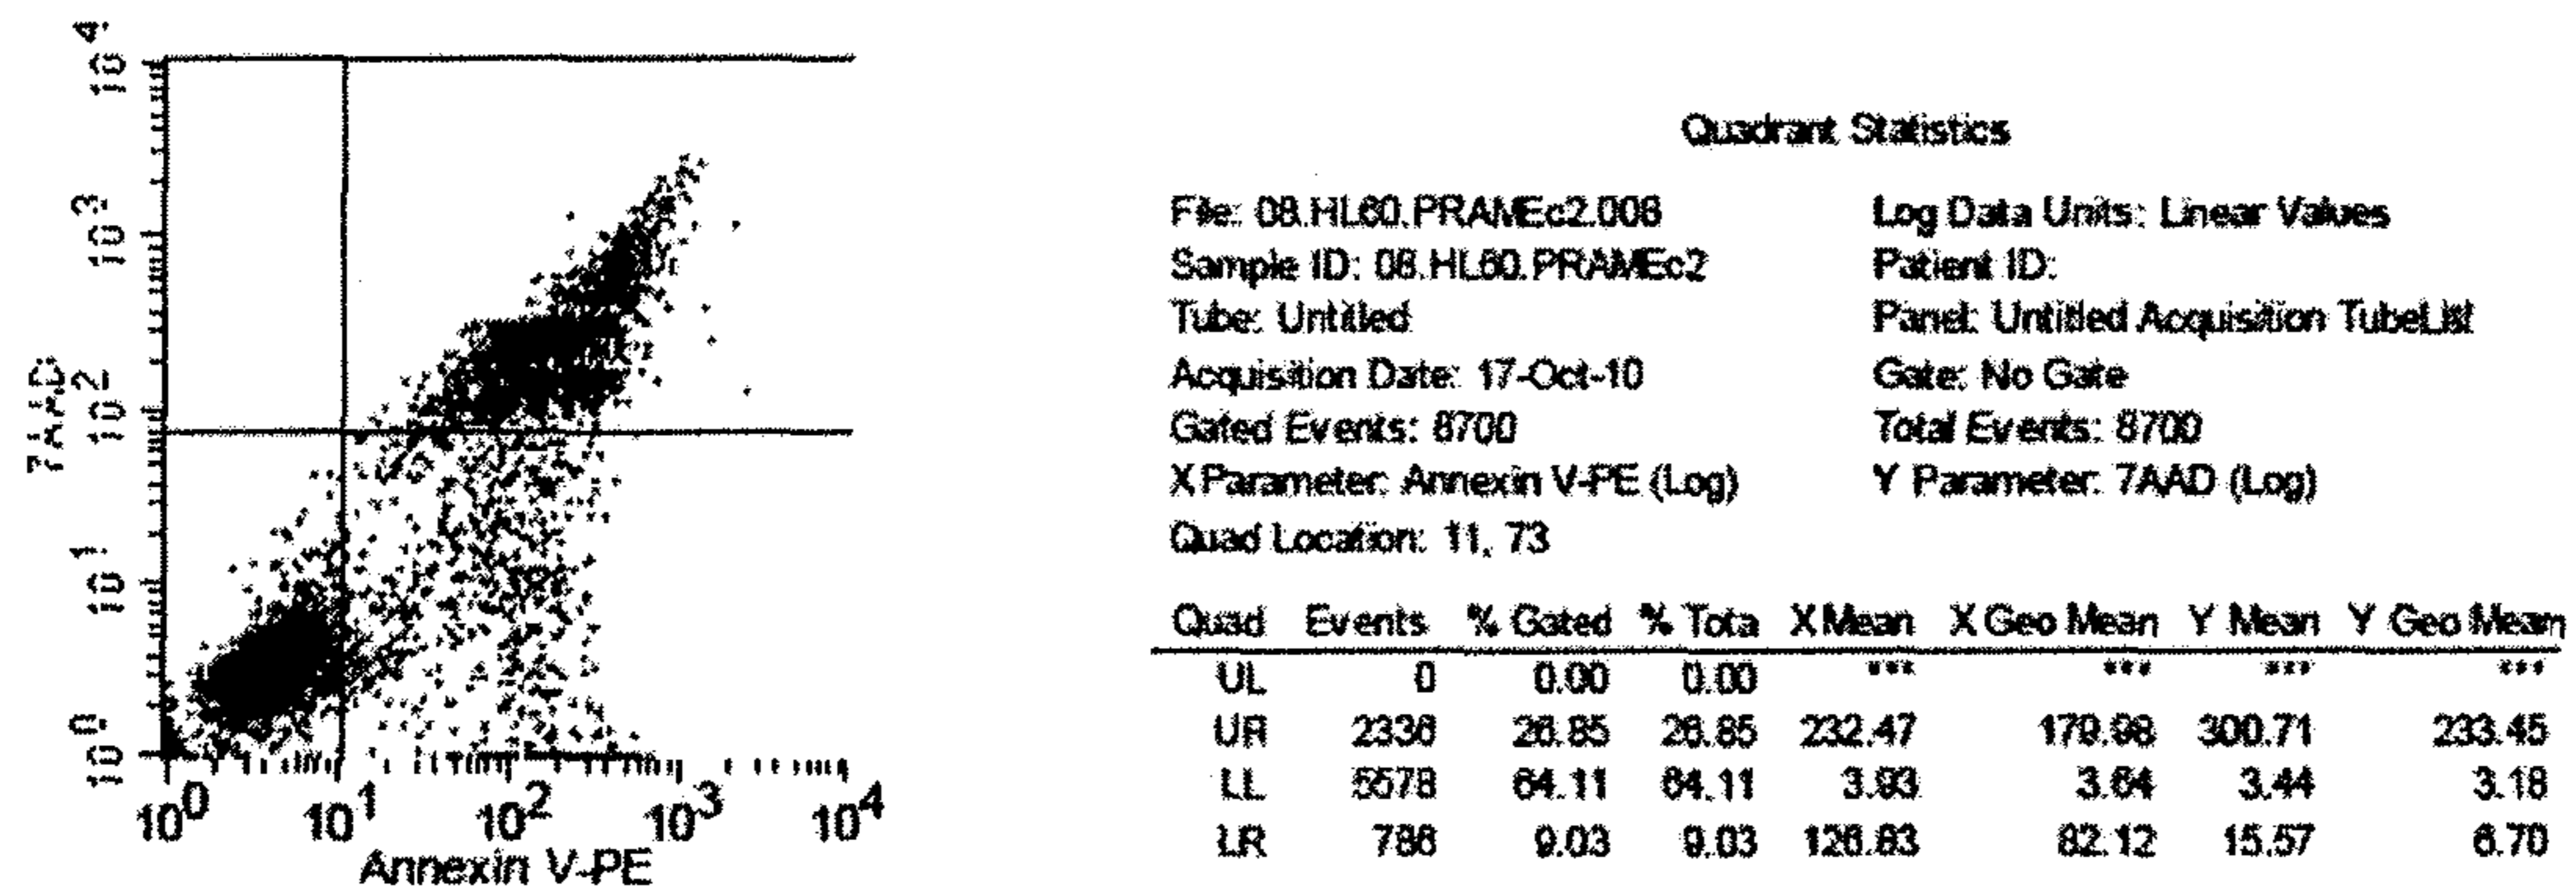 Quadrant Statistics
File: 08.HL60.PRAMEc2.008 Log Data Units: Linear Values
Sample ID: 08.HL60.PRAMEc2 Patient ID:
Tube: Untitled Panel: Untitled Acquisition TubeList
Acquisition Date: 17-Oct-10 Gate: No Gate
Gated Events: 8700 Total Events: 8700
X Parameter: Annexin V-PE (Log) Y Parameter: 7AAD (Log)
Quad Location: 11, 73
Quad Events % Gated % Tota X Mean X Geo Mean Y Mean Y Geo Mean
UL 0 0.00 0.00 *** *** *** ***
UR 2336 26.85 26.85 232.47 179.98 300.71 233.45
LL 5578 64.11 64.11 3.93 3.64 3.44 3.18
LR 786 9.03 9.03 126.83 82.12 15.57 6.70
10^4
10^3
10^2
10^1
10^0
7AAD
10^0 10^1 10^2 10^3 10^4
Annexin V-PE